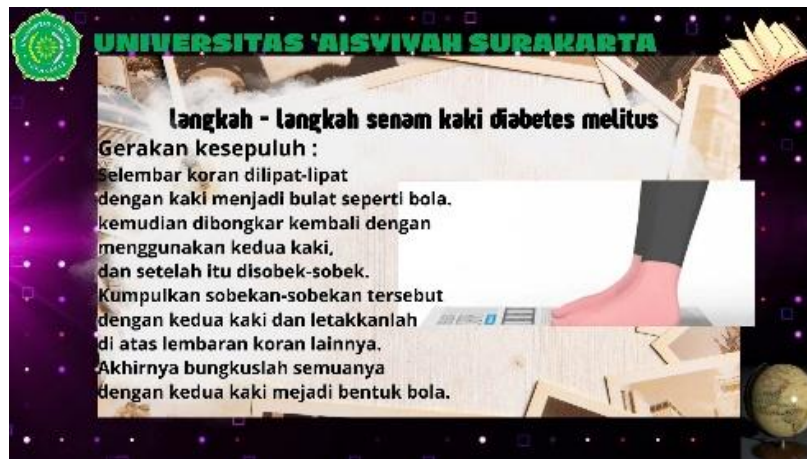 UNIVERSITAS 'AISYIYAH SURAKARTA
langkah - langkah senam kaki diabetes melitus
Gerakan kesepuluh :
Selembar koran dilipat-lipat
dengan kaki menjadi bulat seperti bola.
kemudian dibongkar kembali dengan
menggunakan kedua kaki,
dan setelah itu disobek-sobek.
Kumpulkan sobekan-sobekan tersebut
dengan kedua kaki dan letakkanlah
di atas lembaran koran lainnya.
Akhirnya bungkuslah semuanya
dengan kedua kaki mejadi bentuk bola.